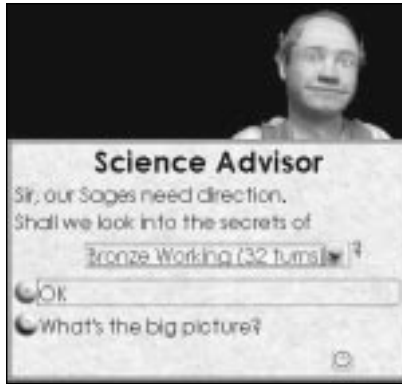 Science Advisor
Sir, our Sages need direction.
Shall we look into the secrets of
Bronze Working (32 turns) ?
OK
What's the big picture?